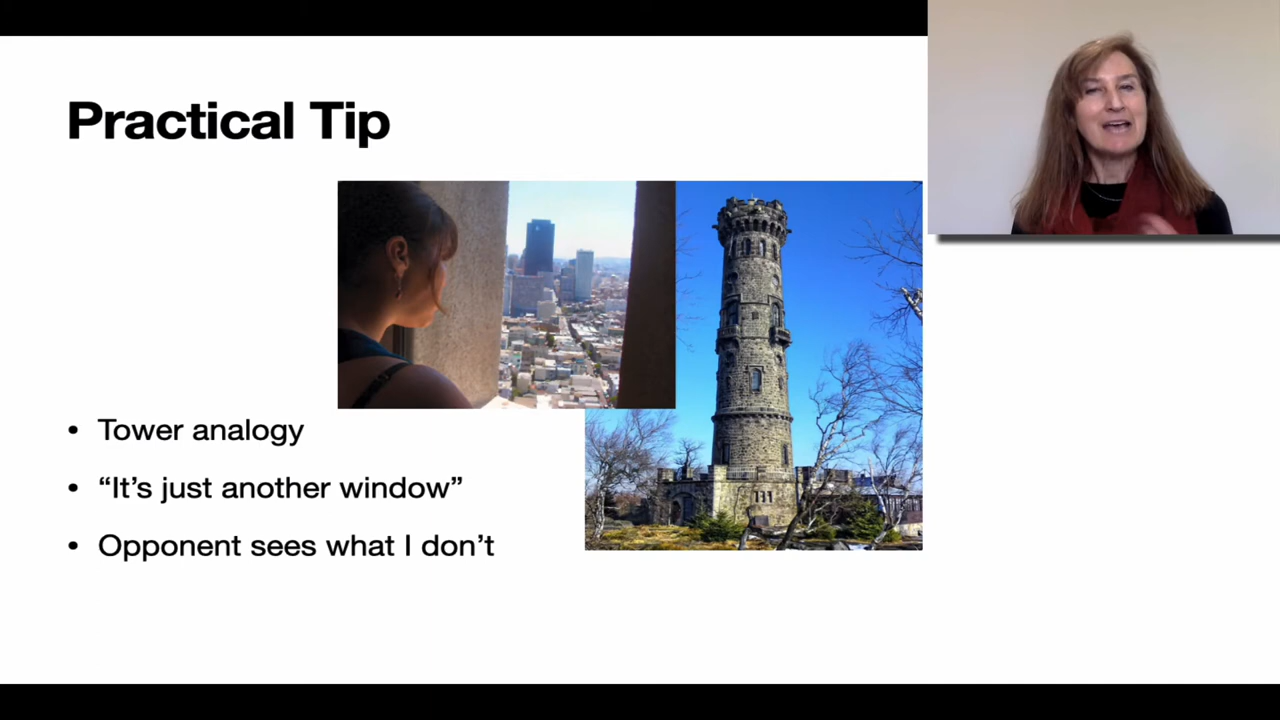 Practical Tip
• Tower analogy
• “It’s just another window”
• Opponent sees what I don’t